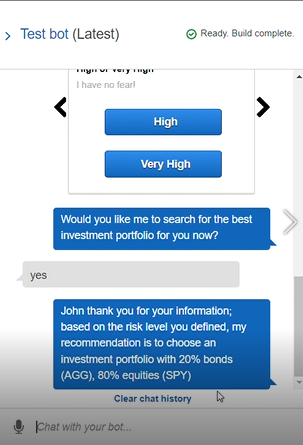 Test bot (Latest)
Ready. Build complete.
High or Very High
I have no fear!
High
Very High
Would you like me to search for the best
investment portfolio for you now?
yes
John thank you for your information;
based on the risk level you defined, my
recommendation is to choose an
investment portfolio with 20% bonds
(AGG), 80% equities (SPY)
Clear chat history
Chat with your bot...